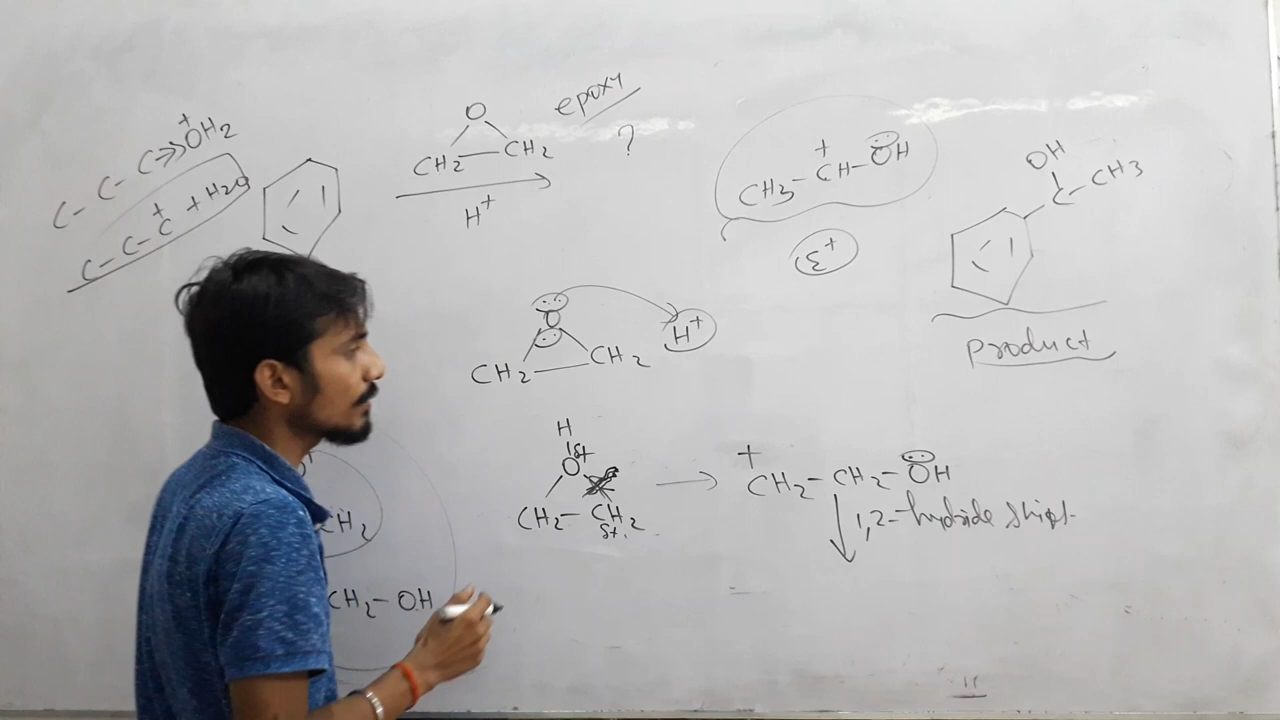 C-C-C>>>OH2
+
C-C-C + H2O
+
O
CH2-CH2
epoxy
?
H+
CH3-CH-OH
+
ε+
OH
C-CH3
product
O
CH2-CH2
H+
H
O
δ+
CH2-CH2
δ+
→
+
CH2-CH2-OH
1,2-hydride shift
CH2
CH2-OH